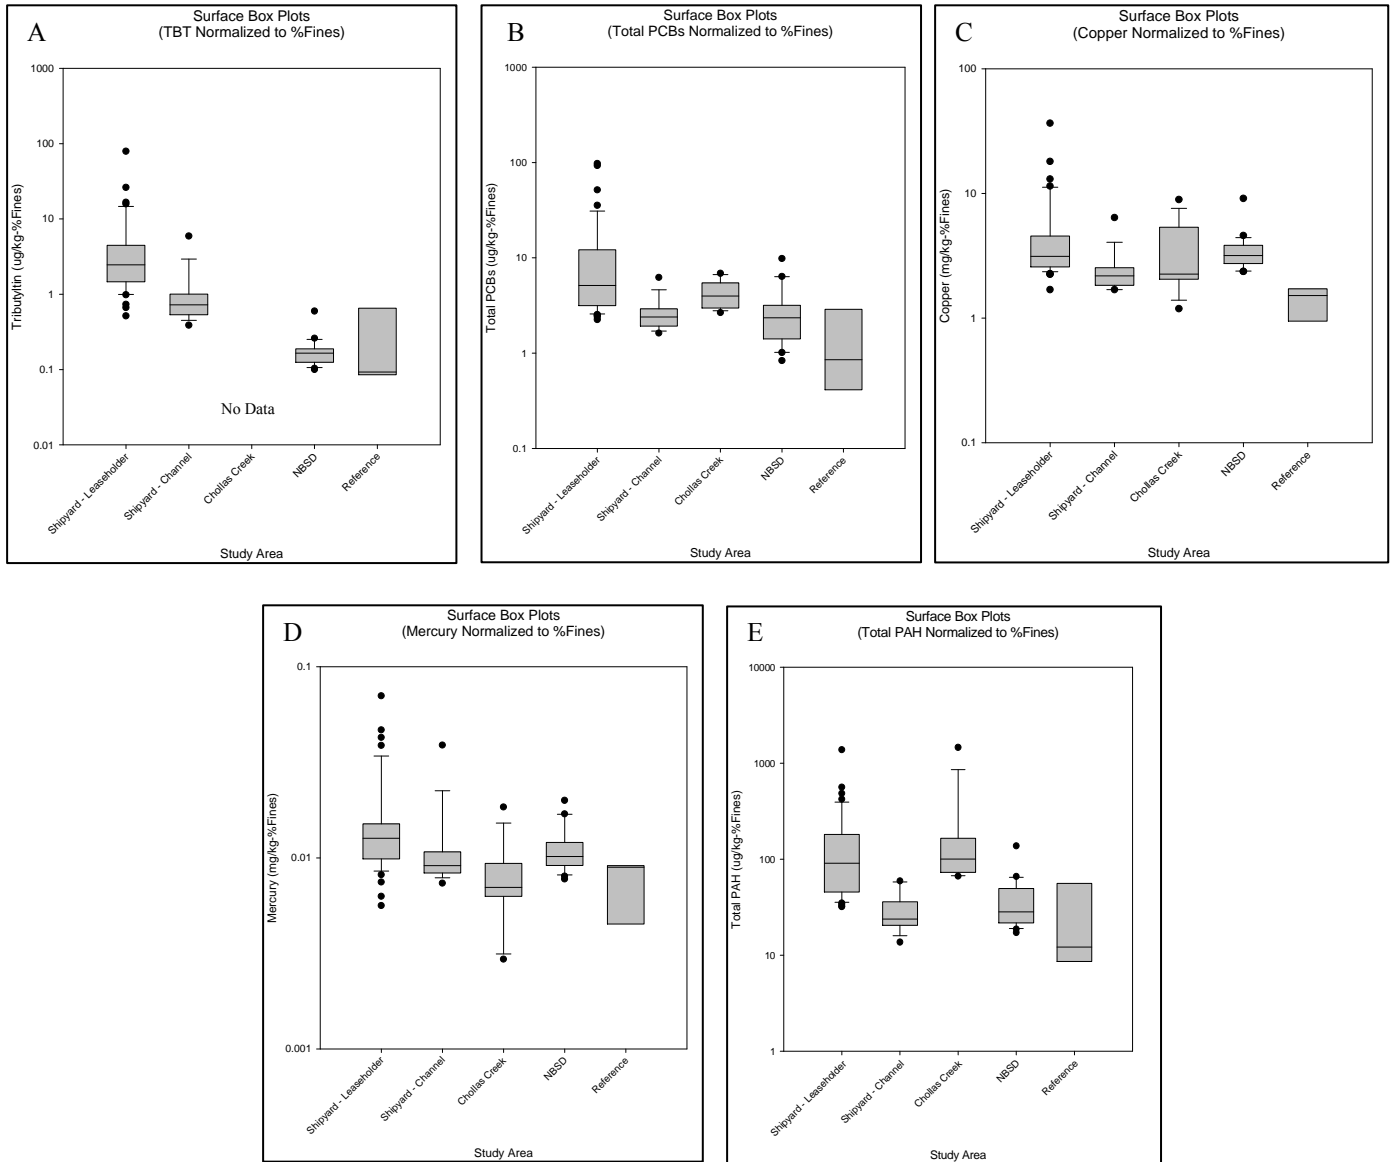 A
Surface Box Plots
(TBT Normalized to %Fines)
1000
100
10
1
0.1
0.01
Tributyltin (ug/kg-%Fines)
No Data
Shipyard - Leaseholder
Shipyard - Channel
Chollas Creek
NBSD
Reference
Study Area
B
Surface Box Plots
(Total PCBs Normalized to %Fines)
1000
100
10
1
0.1
Total PCBs (ug/kg-%Fines)
Shipyard - Leaseholder
Shipyard - Channel
Chollas Creek
NBSD
Reference
Study Area
C
Surface Box Plots
(Copper Normalized to %Fines)
100
10
1
0.1
Copper (mg/kg-%Fines)
Shipyard - Leaseholder
Shipyard - Channel
Chollas Creek
NBSD
Reference
Study Area
D
Surface Box Plots
(Mercury Normalized to %Fines)
0.1
0.01
0.001
Mercury (mg/kg-%Fines)
Shipyard - Leaseholder
Shipyard - Channel
Chollas Creek
NBSD
Reference
Study Area
E
Surface Box Plots
(Total PAH Normalized to %Fines)
10000
1000
100
10
1
Total PAH (ug/kg-%Fines)
Shipyard - Leaseholder
Shipyard - Channel
Chollas Creek
NBSD
Reference
Study Area